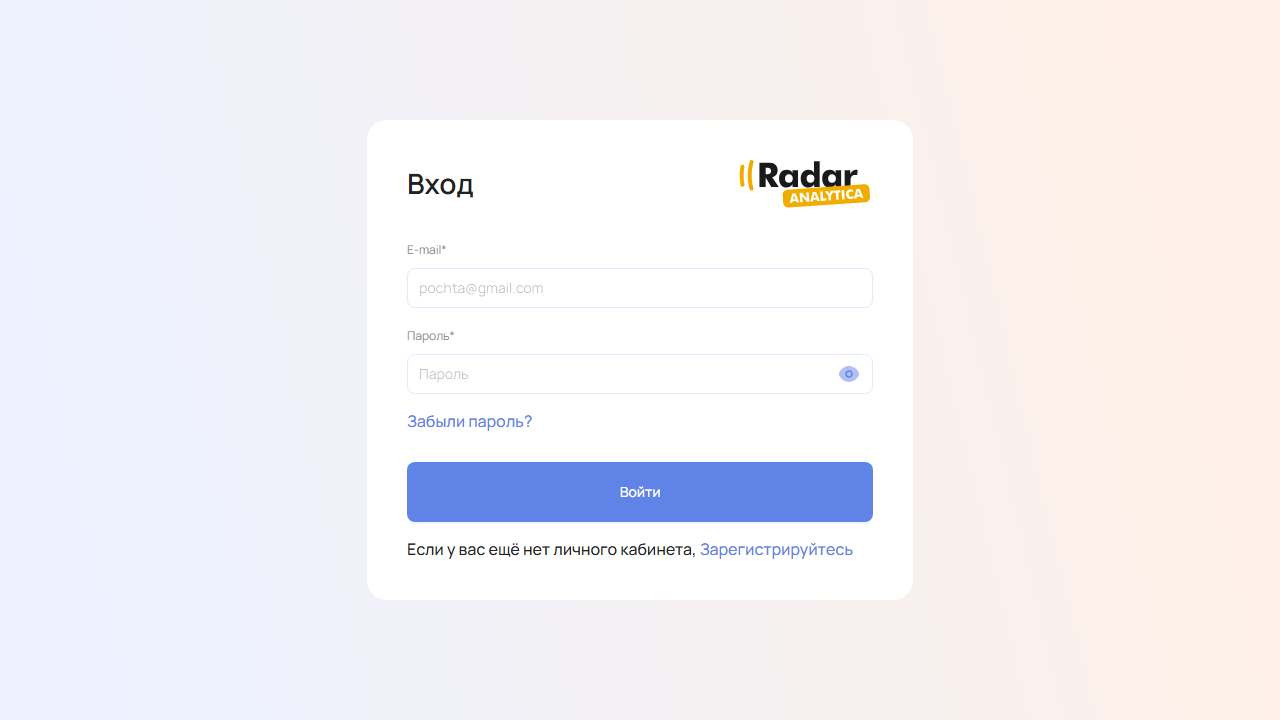 Вход
Radar
ANALYTICA
E-mail*
pochta@gmail.com
Пароль*
Пароль
Забыли пароль?
Войти
Если у вас ещё нет личного кабинета, Зарегистрируйтесь